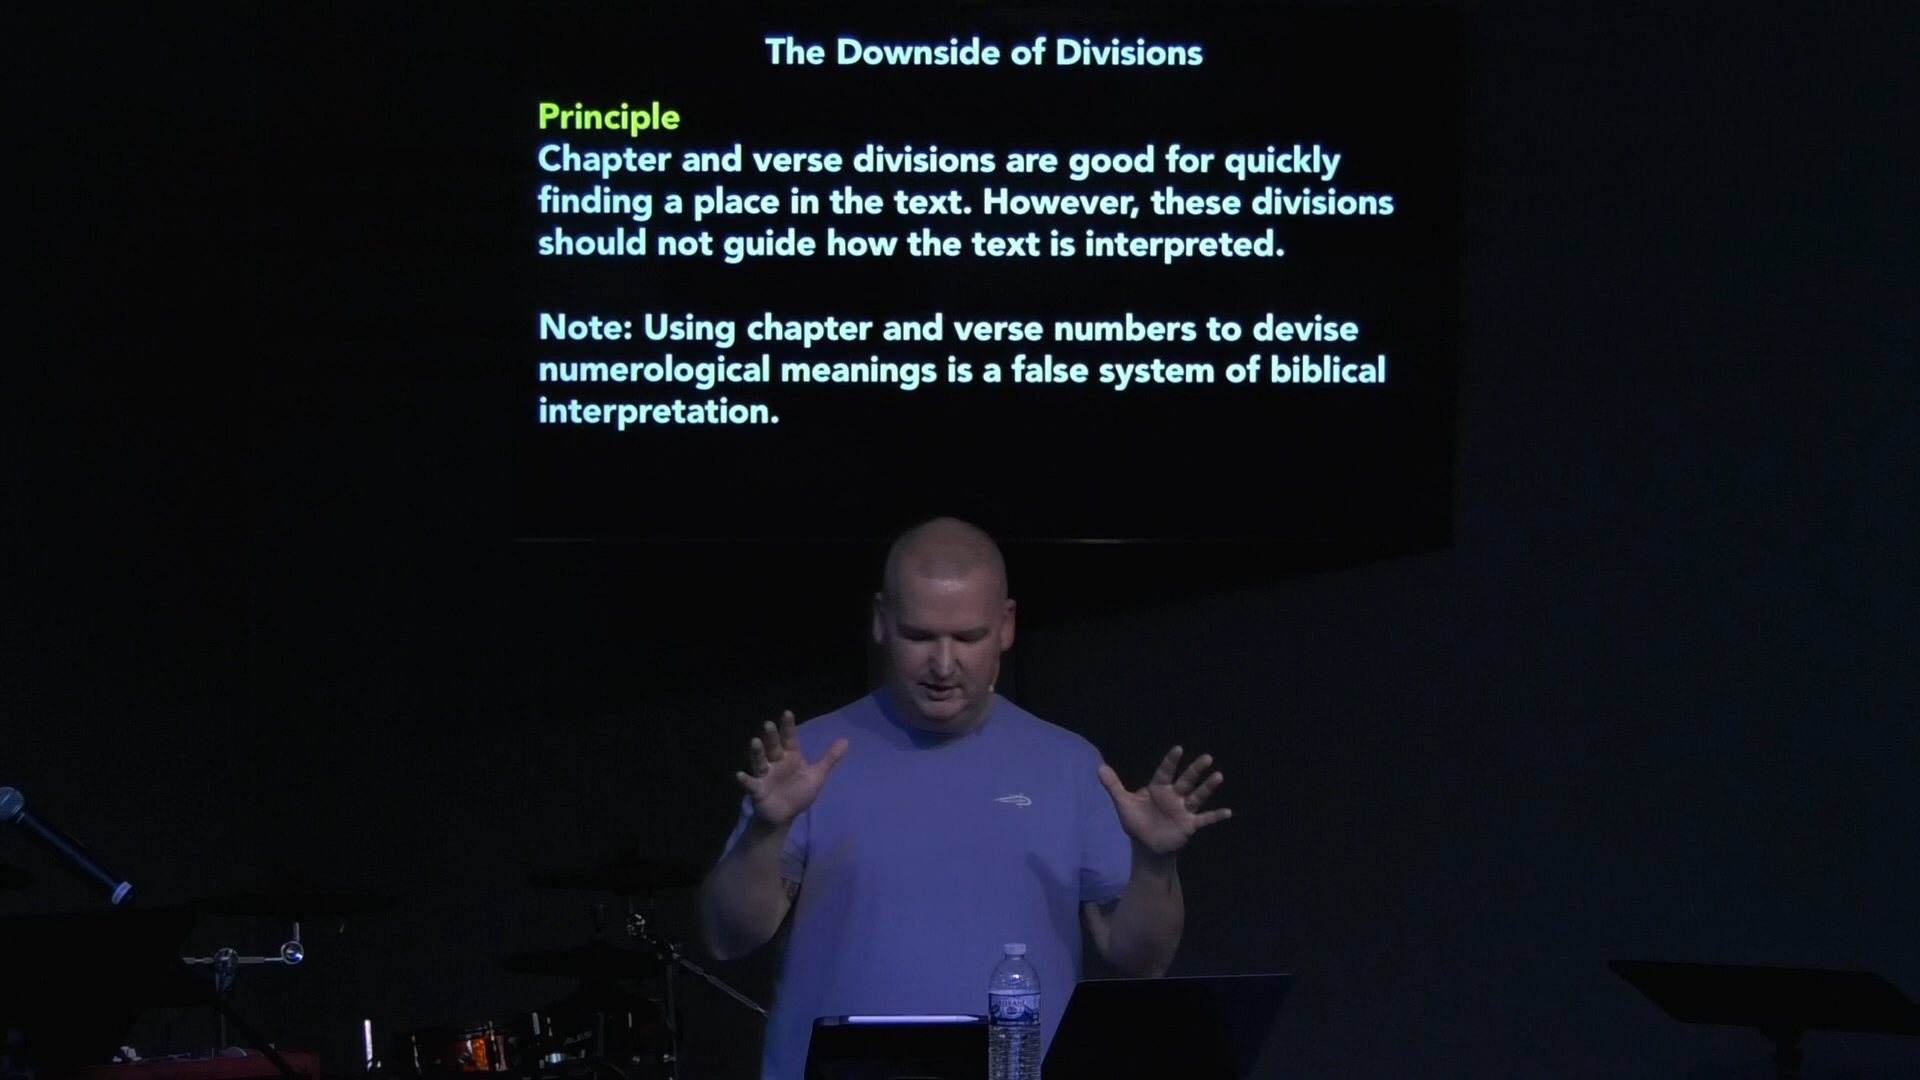 The Downside of Divisions
Principle
Chapter and verse divisions are good for quickly
finding a place in the text. However, these divisions
should not guide how the text is interpreted.
Note: Using chapter and verse numbers to devise
numerological meanings is a false system of biblical
interpretation.